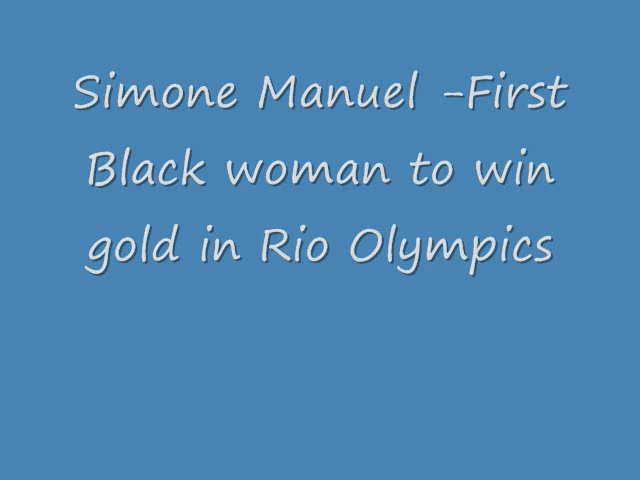 Simone Manuel -First
Black woman to win
gold in Rio Olympics